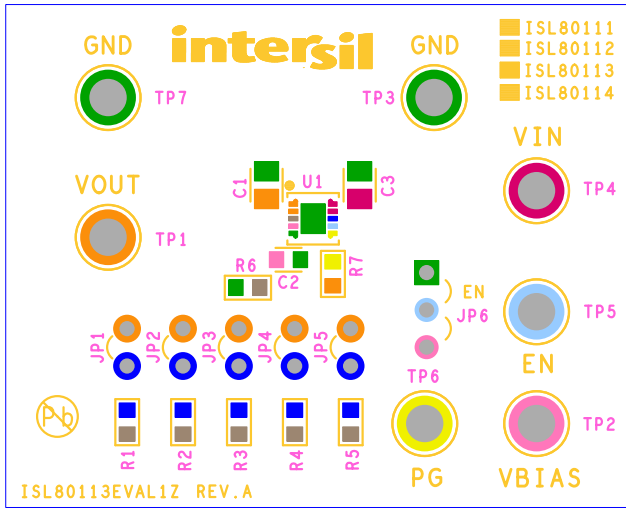 GND
intersil
GND
ISL80111
ISL80112
ISL80113
ISL80114
TP7
TP3
VIN
VOUT
C1
U1
C3
TP4
TP1
R6
C2
R7
EN
JP6
TP5
JP1
JP2
JP3
JP4
JP5
EN
TP6
Pb
TP2
R1
R2
R3
R4
R5
PG
VBIAS
ISL80113EVAL1Z REV.A